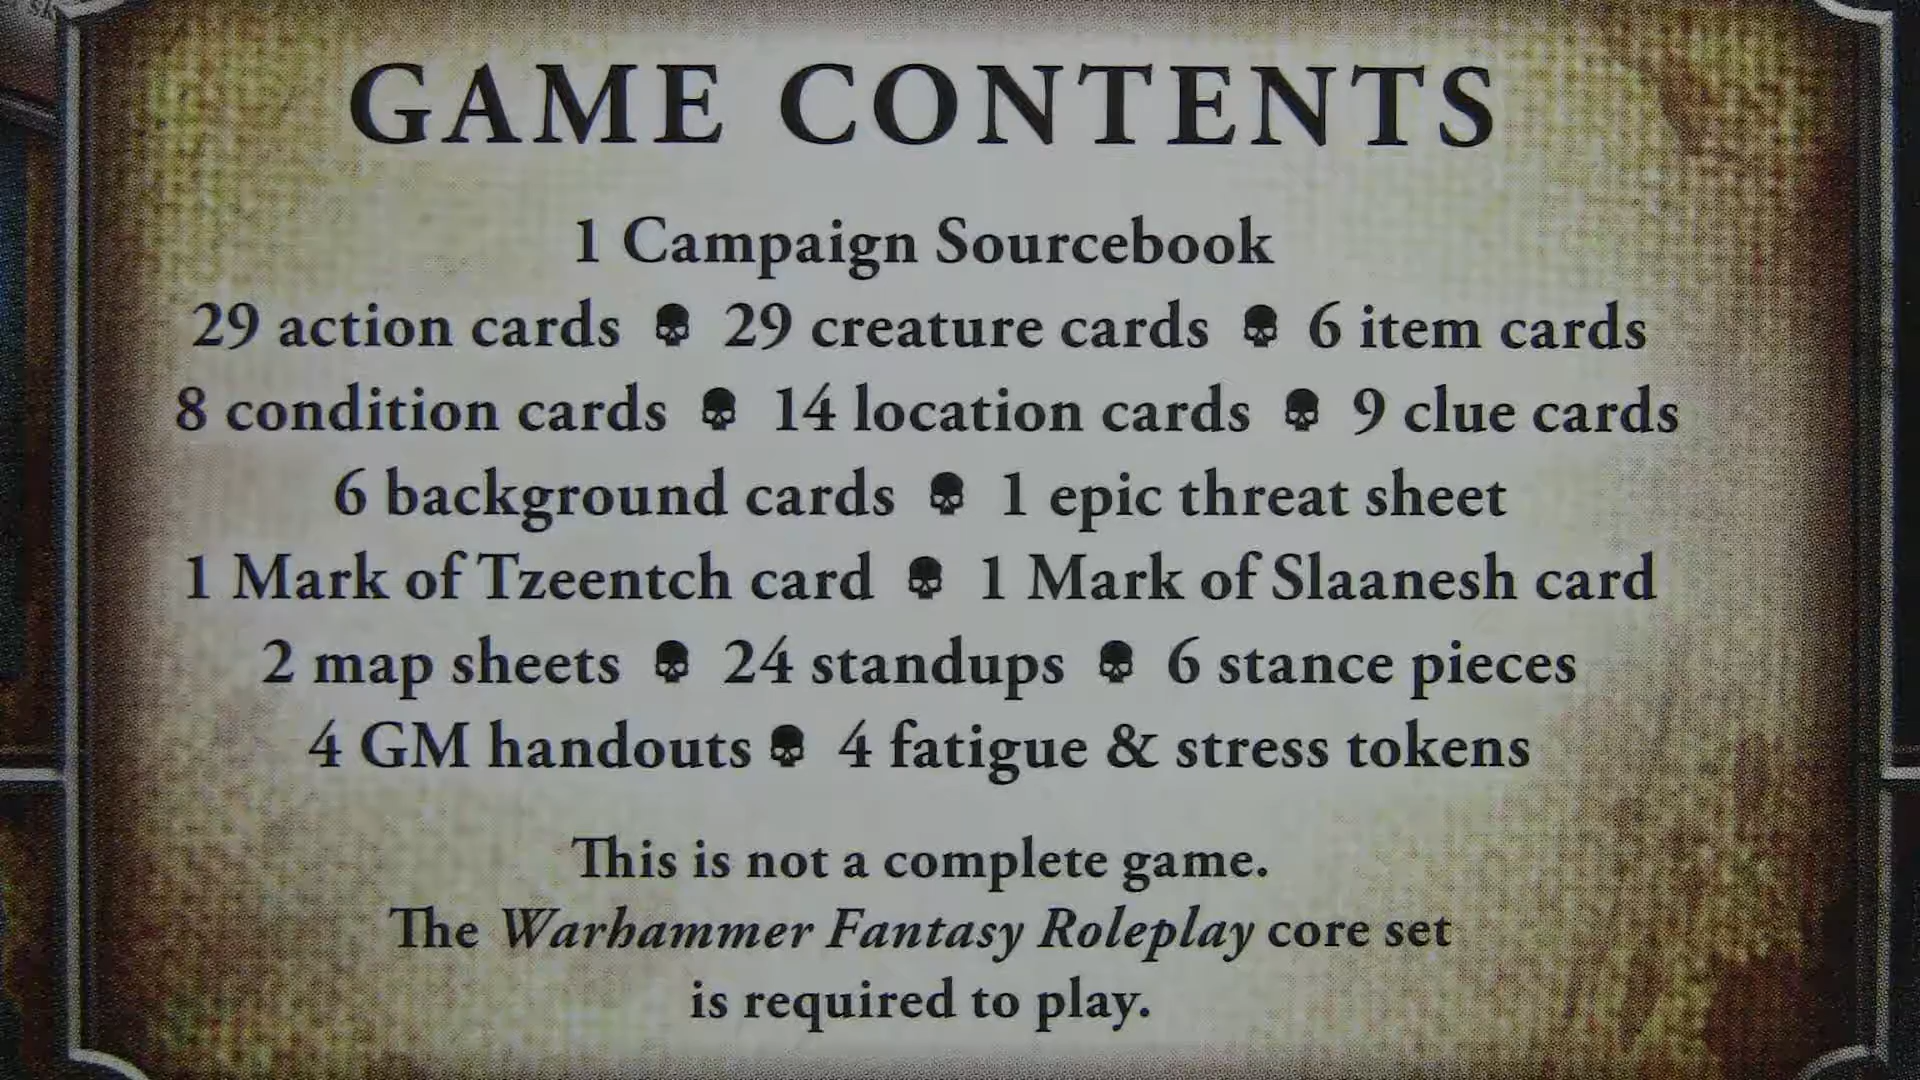 GAME CONTENTS
1 Campaign Sourcebook
29 action cards 29 creature cards 6 item cards
8 condition cards 14 location cards 9 clue cards
6 background cards 1 epic threat sheet
1 Mark of Tzeentch card 1 Mark of Slaanesh card
2 map sheets 24 standups 6 stance pieces
4 GM handouts 4 fatigue & stress tokens
This is not a complete game.
The Warhammer Fantasy Roleplay core set
is required to play.